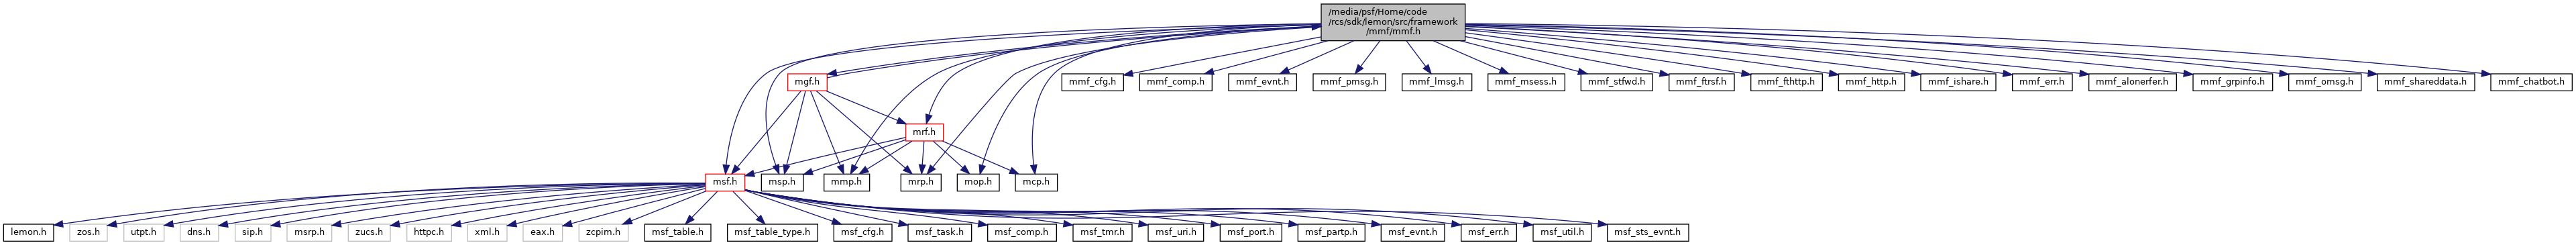 /media/psf/Home/code
/rcs/sdk/lemon/src/framework
/mmf/mmf.h
mgf.h
mmf_cfg.h
mmf_comp.h
mmf_evnt.h
mmf_pmsg.h
mmf_lmsg.h
mmf_msess.h
mmf_stfwd.h
mmf_ftrsf.h
mmf_fthttp.h
mmf_http.h
mmf_ishare.h
mmf_err.h
mmf_alonerfer.h
mmf_grpinfo.h
mmf_omsg.h
mmf_shareddata.h
mmf_chatbot.h
mrf.h
msf.h
msp.h
mmp.h
mrp.h
mop.h
mcp.h
lemon.h
zos.h
utpt.h
dns.h
sip.h
msrp.h
zucs.h
httpc.h
xml.h
eax.h
zcpim.h
msf_table.h
msf_table_type.h
msf_cfg.h
msf_task.h
msf_comp.h
msf_tmr.h
msf_uri.h
msf_port.h
msf_partp.h
msf_evnt.h
msf_err.h
msf_util.h
msf_sts_evnt.h